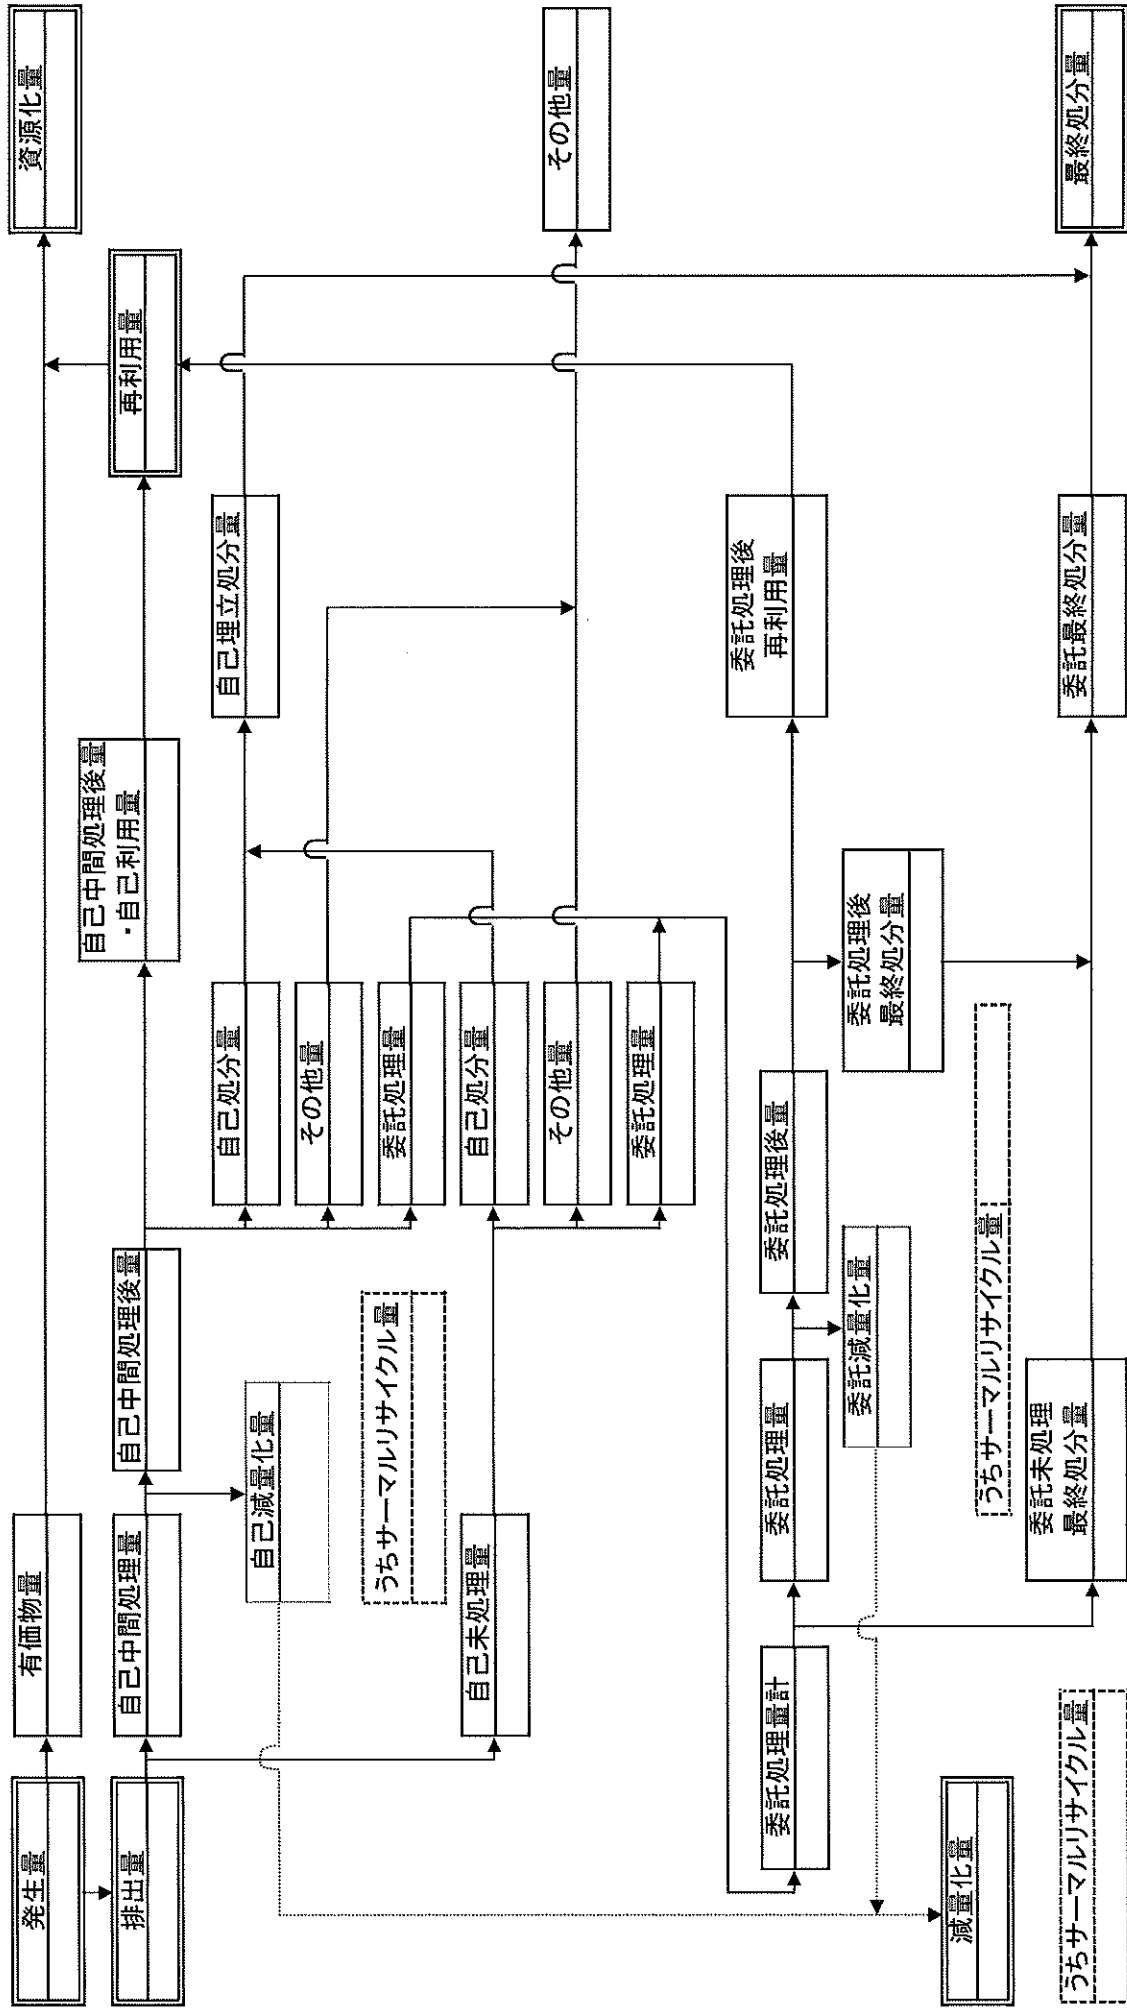 発生量
有価物量
資源化量
排出量
自己中間処理量
自己中間処理後量
自己中間処理後量
・自己利用量
再利用量
自己減量化量
うちサーマルリサイクル量
自己処分量
自己埋立処分量
その他量
委託処理量
自己未処理量
自己処分量
その他量
その他量
委託処理量
委託処理量計
委託処理量
委託処理後量
委託処理後
再利用量
委託減量化量
委託処理後
最終処分量
減量化量
うちサーマルリサイクル量
委託未処理
最終処分量
委託最終処分量
最終処分量
うちサーマルリサイクル量